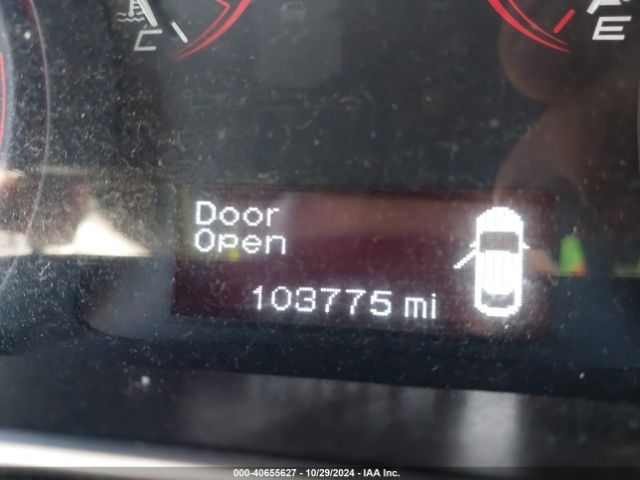 C
E
Door
Open
103775 mi
000-40655627 - 10/29/2024 - IAA Inc.